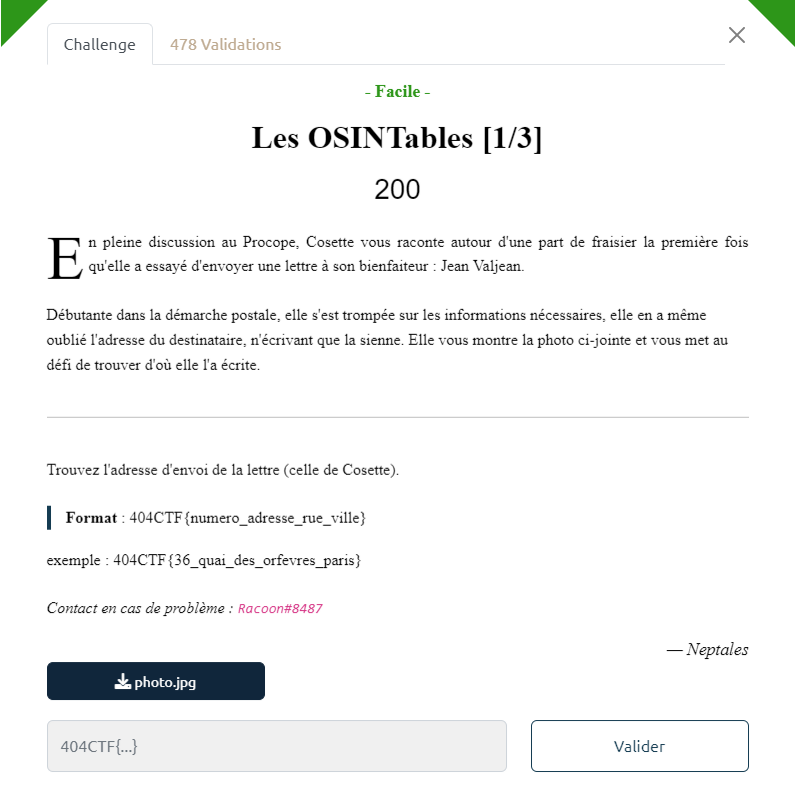 Challenge
478 Validations
- Facile -
Les OSINTables [1/3]
200
En pleine discussion au Procope, Cosette vous raconte autour d'une part de fraisier la première fois
qu'elle a essayé d'envoyer une lettre à son bienfaiteur : Jean Valjean.
Débutante dans la démarche postale, elle s'est trompée sur les informations nécessaires, elle en a même
oublié l'adresse du destinataire, n'écrivant que la sienne. Elle vous montre la photo ci-jointe et vous met au
défi de trouver d'où elle l'a écrite.
Trouvez l'adresse d'envoi de la lettre (celle de Cosette).
Format : 404CTF{numero_adresse_rue_ville}
exemple : 404CTF{36_quai_des_orfevres_paris}
Contact en cas de problème : Racoon#8487
— Neptales
photo.jpg
404CTF{...}
Valider